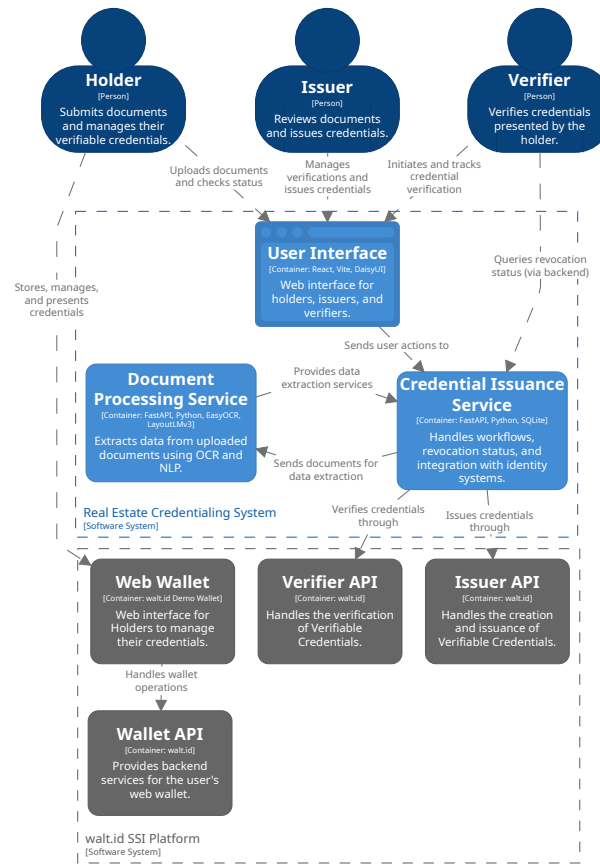 Holder
[Person]
Submits documents
and manages their
verifiable credentials.
Issuer
[Person]
Reviews documents
and issues credentials.
Verifier
[Person]
Verifies credentials
presented by the
holder.
Uploads documents
and checks status
Manages
verifications and
issues credentials
Initiates and tracks
credential
verification
User Interface
[Container: React, Vite, DaisyUI]
Web interface for
holders, issuers, and
verifiers.
Queries revocation
status (via backend)
Stores, manages,
and presents
credentials
Sends user actions to
Document
Processing Service
[Container: FastAPI, Python, EasyOCR,
LayoutLMv3]
Extracts data from uploaded
documents using OCR and
NLP.
Provides data
extraction services
Credential Issuance
Service
[Container: FastAPI, Python, SQLite]
Handles workflows,
revocation status, and
integration with identity
systems.
Sends documents for
data extraction
Real Estate Credentialing System
[Software System]
Verifies credentials
through
Issues credentials
through
Web Wallet
[Container: walt.id Demo Wallet]
Web interface for
Holders to manage
their credentials.
Verifier API
[Container: walt.id]
Handles the verification
of Verifiable
Credentials.
Issuer API
[Container: walt.id]
Handles the creation
and issuance of
Verifiable Credentials.
Handles wallet
operations
Wallet API
[Container: walt.id]
Provides backend
services for the user's
web wallet.
walt.id SSI Platform
[Software System]